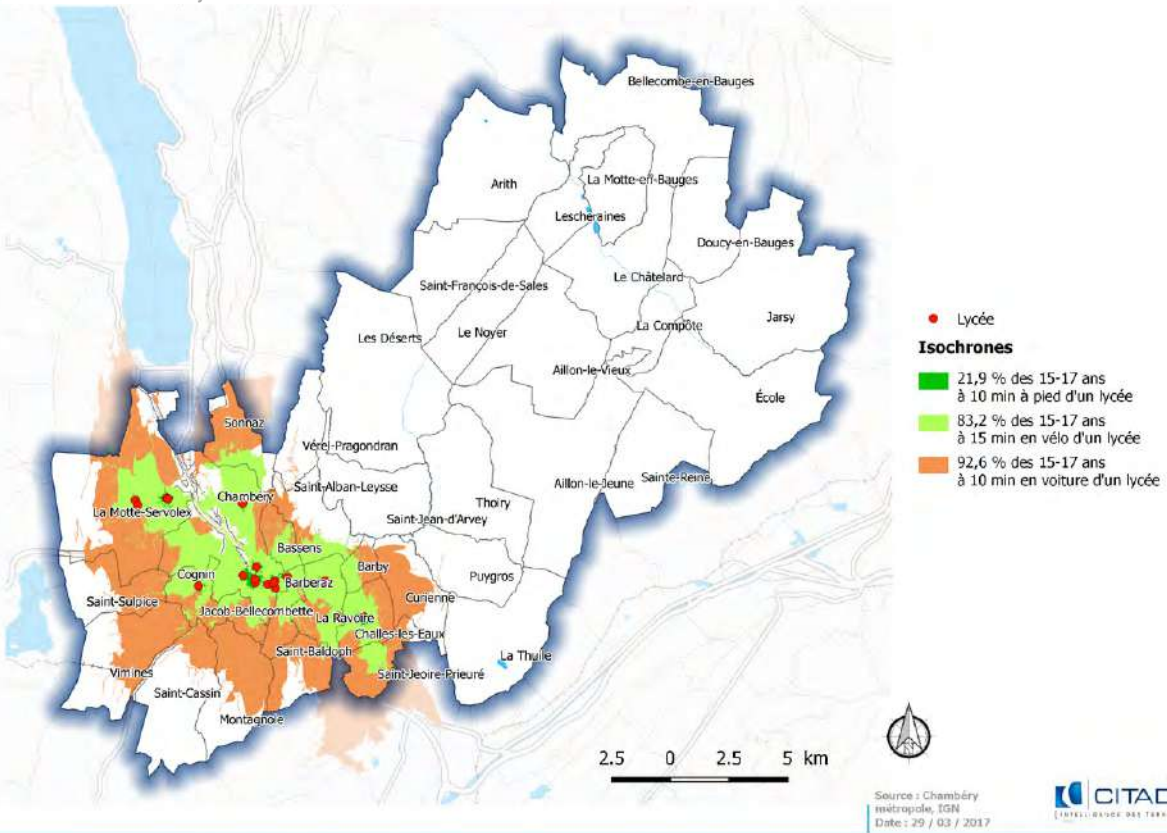 Bellecombe-en-Bauges
Arith
La Motte-en-Bauges
Lescheraines
Doucy-en-Bauges
Le Châtelard
Saint-François-de-Sales
Jarsy
La Compôte
Les Déserts
Le Noyer
Aillon-le-Vieux
École
Sonnaz
Vérel-Pragondran
Saint-Alban-Leysse
Aillon-le-Jeune
Sainte-Reine
Chambéry
Thoiry
La Motte-Servolex
Saint-Jean-d'Arvey
Bassens
Barby
Cognin
Barberaz
Puygros
Saint-Sulpice
Jacob-Bellecombette
Curienne
La Ravoire
Challes-les-Eaux
Saint-Baldoph
La Thuile
Vimines
Saint-Jeoire-Prieuré
Saint-Cassin
Montagnole
Lycée
Isochrones
21,9 % des 15-17 ans
à 10 min à pied d'un lycée
83,2 % des 15-17 ans
à 15 min en vélo d'un lycée
92,6 % des 15-17 ans
à 10 min en voiture d'un lycée
2.5 0 2.5 5 km
Source : Chambéry
métropole, IGN
Date : 29 / 03 / 2017
CITAD